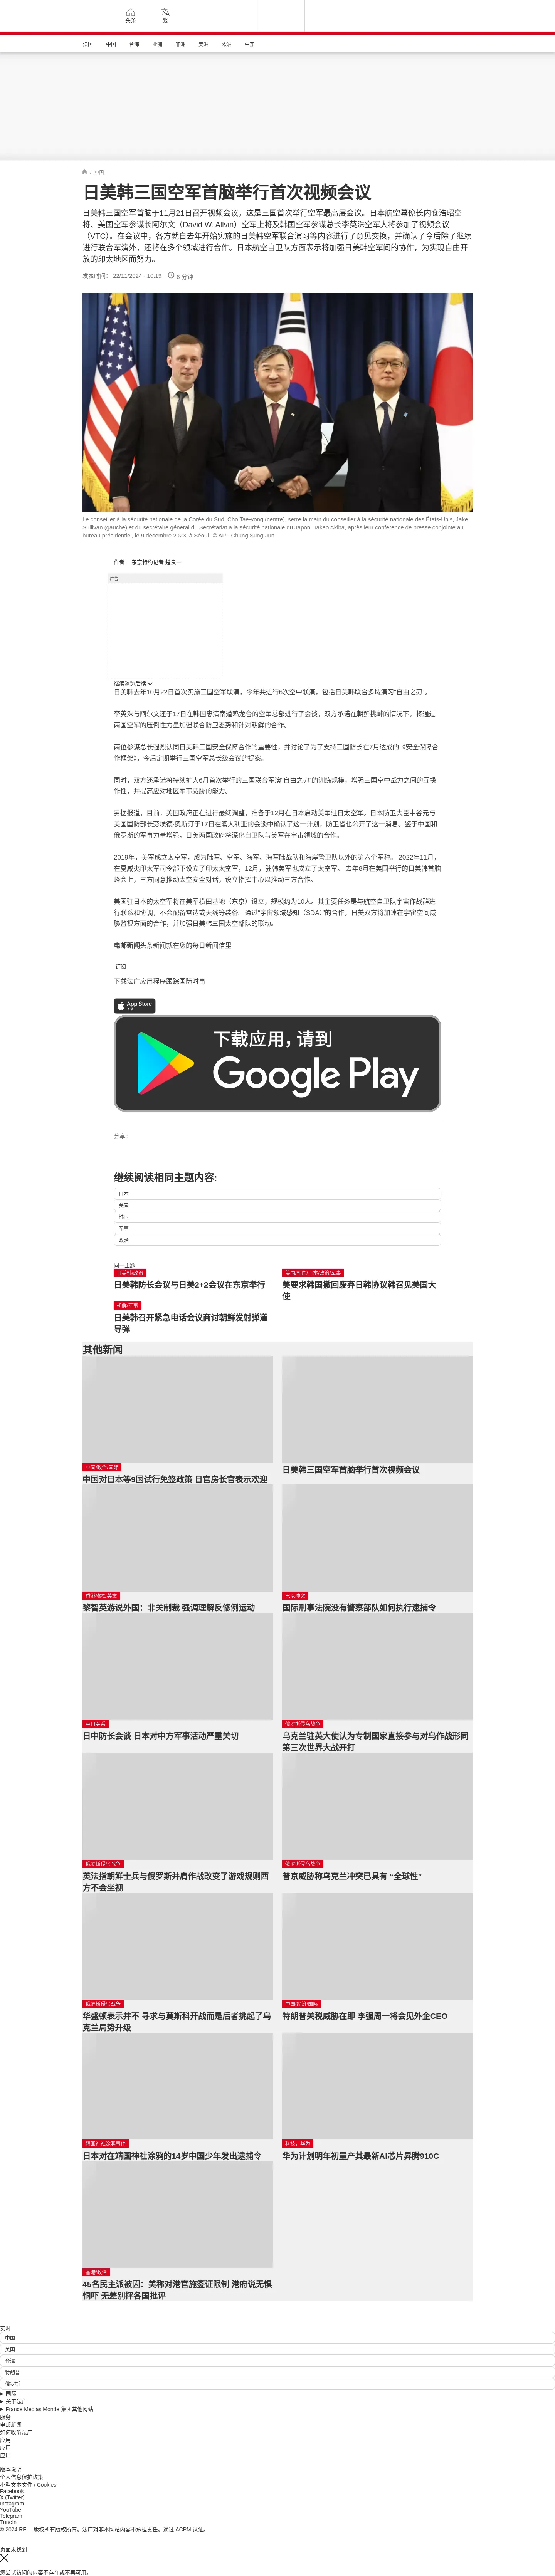 头条
繁
法国
中国
台海
亚洲
非洲
美洲
欧洲
中东
/ 中国
日美韩三国空军首脑举行首次视频会议
日美韩三国空军首脑于11月21日召开视频会议，这是三国首次举行空军最高层会议。日本航空幕僚长内仓浩昭空
将、美国空军参谋长阿尔文（David W. Allvin）空军上将及韩国空军参谋总长李英洙空军大将参加了视频会议
（VTC）。在会议中，各方就自去年开始实施的日美韩空军联合演习等内容进行了意见交换，并确认了今后除了继续
进行联合军演外，还将在多个领域进行合作。日本航空自卫队方面表示将加强日美韩空军间的协作，为实现自由开
放的印太地区而努力。
发表时间： 22/11/2024 - 10:19
6 分钟
Le conseiller à la sécurité nationale de la Corée du Sud, Cho Tae-yong (centre), serre la main du conseiller à la sécurité nationale des États-Unis, Jake
Sullivan (gauche) et du secrétaire général du Secrétariat à la sécurité nationale du Japon, Takeo Akiba, après leur conférence de presse conjointe au
bureau présidentiel, le 9 décembre 2023, à Séoul. © AP - Chung Sung-Jun
作者： 东京特约记者 楚良一
广告
继续浏览后续
日美韩去年10月22日首次实施三国空军联演，今年共进行6次空中联演，包括日美韩联合多域演习“自由之刃”。
李英洙与阿尔文还于17日在韩国忠清南道鸡龙台的空军总部进行了会谈，双方承诺在朝鲜挑衅的情况下，将通过
两国空军的压倒性力量加强联合防卫态势和针对朝鲜的合作。
两位参谋总长强烈认同日美韩三国安全保障合作的重要性，并讨论了为了支持三国防长在7月达成的《安全保障合
作框架》，今后定期举行三国空军总长级会议的提案。
同时，双方还承诺将持续扩大6月首次举行的三国联合军演“自由之刃”的训练规模，增强三国空中战力之间的互操
作性，并提高应对地区军事威胁的能力。
另据报道，目前，美国政府正在进行最终调整，准备于12月在日本启动美军驻日太空军。日本防卫大臣中谷元与
美国国防部长劳埃德·奥斯汀于17日在澳大利亚的会谈中确认了这一计划，防卫省也公开了这一消息。鉴于中国和
俄罗斯的军事力量增强，日美两国政府将深化自卫队与美军在宇宙领域的合作。
2019年，美军成立太空军，成为陆军、空军、海军、海军陆战队和海岸警卫队以外的第六个军种。 2022年11月，
在夏威夷印太军司令部下设立了印太太空军，12月，驻韩美军也成立了太空军。 去年8月在美国举行的日美韩首脑
峰会上，三方同意推动太空安全对话，设立指挥中心以推动三方合作。
美国驻日本的太空军将在美军横田基地（东京）设立，规模约为10人。其主要任务是与航空自卫队宇宙作战群进
行联系和协调，不会配备雷达或天线等装备。通过“宇宙领域感知（SDA）”的合作，日美双方将加速在宇宙空间威
胁监视方面的合作，并加强日美韩三国太空部队的联动。
电邮新闻头条新闻就在您的每日新闻信里
订阅
下载法广应用程序跟踪国际时事
App Store
下载
下载应用，请到
Google Play
分享 :
继续阅读相同主题内容:
日本
美国
韩国
军事
政治
同一主题
日美韩/政治
日美韩防长会议与日美2+2会议在东京举行
美国/韩国/日本/政治/军事
美要求韩国撤回废弃日韩协议韩召见美国大
使
朝鲜/军事
日美韩召开紧急电话会议商讨朝鲜发射弹道
导弹
其他新闻
中国/政治/国际
中国对日本等9国试行免签政策 日官房长官表示欢迎
日美韩三国空军首脑举行首次视频会议
香港/黎智英案
黎智英游说外国：非关制裁 强调理解反修例运动
巴以冲突
国际刑事法院没有警察部队如何执行逮捕令
中日关系
日中防长会谈 日本对中方军事活动严重关切
俄罗斯侵乌战争
乌克兰驻英大使认为专制国家直接参与对乌作战形同
第三次世界大战开打
俄罗斯侵乌战争
英法指朝鲜士兵与俄罗斯并肩作战改变了游戏规则西
方不会坐视
俄罗斯侵乌战争
普京威胁称乌克兰冲突已具有 “全球性”
俄罗斯侵乌战争
华盛顿表示并不 寻求与莫斯科开战而是后者挑起了乌
克兰局势升级
中国/经济/国际
特朗普关税威胁在即 李强周一将会见外企CEO
靖国神社涂鸦事件
日本对在靖国神社涂鸦的14岁中国少年发出逮捕令
科技，华为
华为计划明年初量产其最新AI芯片昇腾910C
香港/政治
45名民主派被囚：美称对港官施签证限制 港府说无惧
恫吓 无差别抨各国批评
实时
中国
美国
台湾
特朗普
俄罗斯
国际
关于法广
France Médias Monde 集团其他网站
服务
电邮新闻
如何收听法广
应用
应用
应用
版本说明
个人信息保护政策
小型文本文件 / Cookies
Facebook
X (Twitter)
Instagram
YouTube
Telegram
TuneIn
© 2024 RFI – 版权所有版权所有。法广对非本网站内容不承担责任。通过 ACPM 认证。
页面未找到
您尝试访问的内容不存在或不再可用。